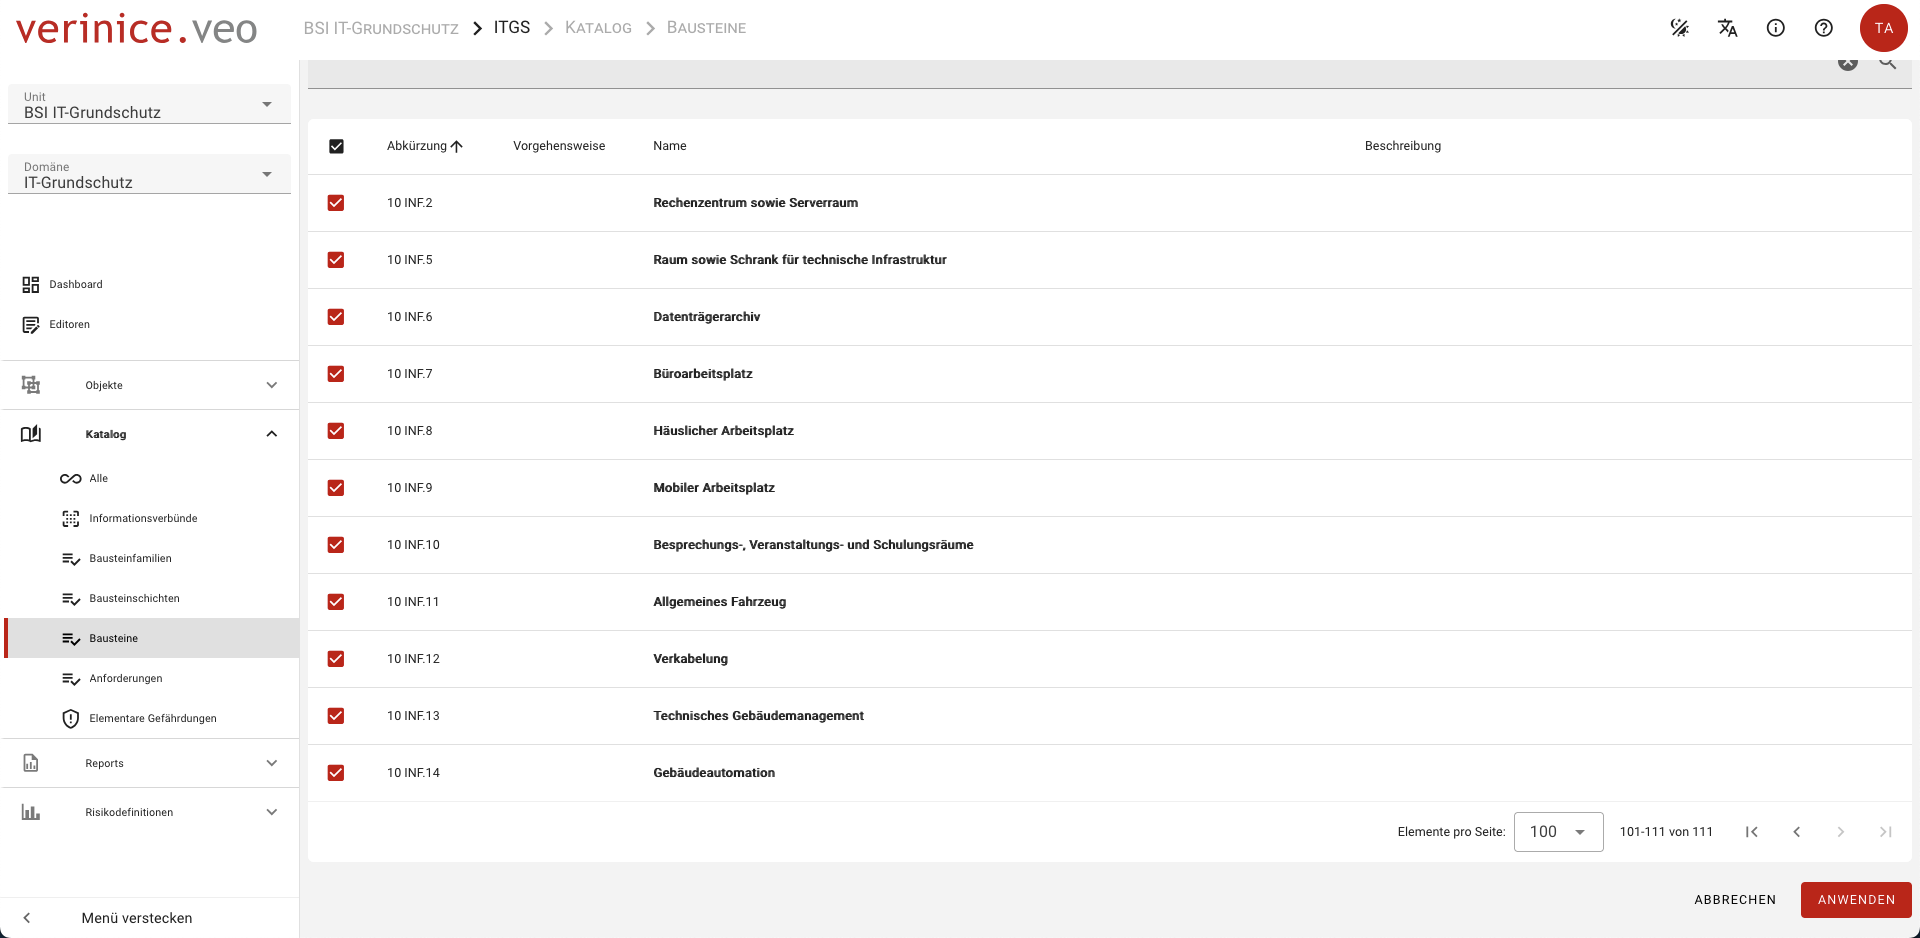 verinice.veo
BSI IT-Grundschutz > ITGS > Katalog > Bausteine
TA
Unit
BSI IT-Grundschutz
Domäne
IT-Grundschutz
Dashboard
Editoren
Objekte
Katalog
Alle
Informationsverbünde
Bausteinfamilien
Bausteinschichten
Bausteine
Anforderungen
Elementare Gefährdungen
Reports
Risikodefinitionen
Menü verstecken
Abkürzung Vorgehensweise Name Beschreibung
10 INF.2 Rechenzentrum sowie Serverraum
10 INF.5 Raum sowie Schrank für technische Infrastruktur
10 INF.6 Datenträgerarchiv
10 INF.7 Büroarbeitsplatz
10 INF.8 Häuslicher Arbeitsplatz
10 INF.9 Mobiler Arbeitsplatz
10 INF.10 Besprechungs-, Veranstaltungs- und Schulungsräume
10 INF.11 Allgemeines Fahrzeug
10 INF.12 Verkabelung
10 INF.13 Technisches Gebäudemanagement
10 INF.14 Gebäudeautomation
Elemente pro Seite: 100 101-111 von 111
ABBRECHEN ANWENDEN